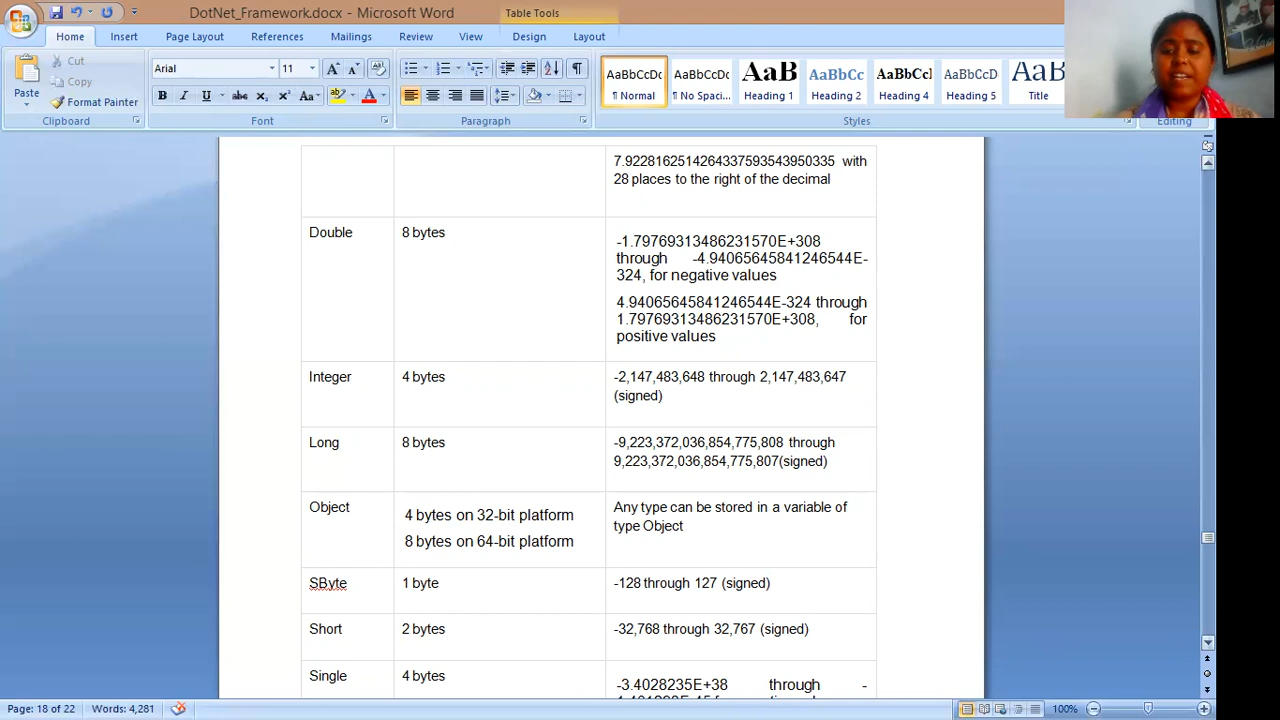 DotNet_Framework.docx - Microsoft Word
Table Tools
Home Insert Page Layout References Mailings Review View Design Layout
Cut
Copy
Paste
Format Painter
Arial 11
B I U abc x₂ x² Aa
AaBbCcDc AaBbCcDc AaB AaBbCc AaBbCcI AaBbCcD AaB
¶ Normal ¶ No Spaci... Heading 1 Heading 2 Heading 4 Heading 5 Title
Clipboard Font Paragraph Styles Editing
7.9228162514264337593543950335 with
28 places to the right of the decimal
Double 8 bytes
-1.79769313486231570E+308
through -4.94065645841246544E-
324, for negative values
4.94065645841246544E-324 through
1.79769313486231570E+308, for
positive values
Integer 4 bytes -2,147,483,648 through 2,147,483,647
(signed)
Long 8 bytes -9,223,372,036,854,775,808 through
9,223,372,036,854,775,807(signed)
Object 4 bytes on 32-bit platform
8 bytes on 64-bit platform
Any type can be stored in a variable of
type Object
SByte 1 byte -128 through 127 (signed)
Short 2 bytes -32,768 through 32,767 (signed)
Single 4 bytes
-3.4028235E+38 through -
Page: 18 of 22 Words: 4,281 100%